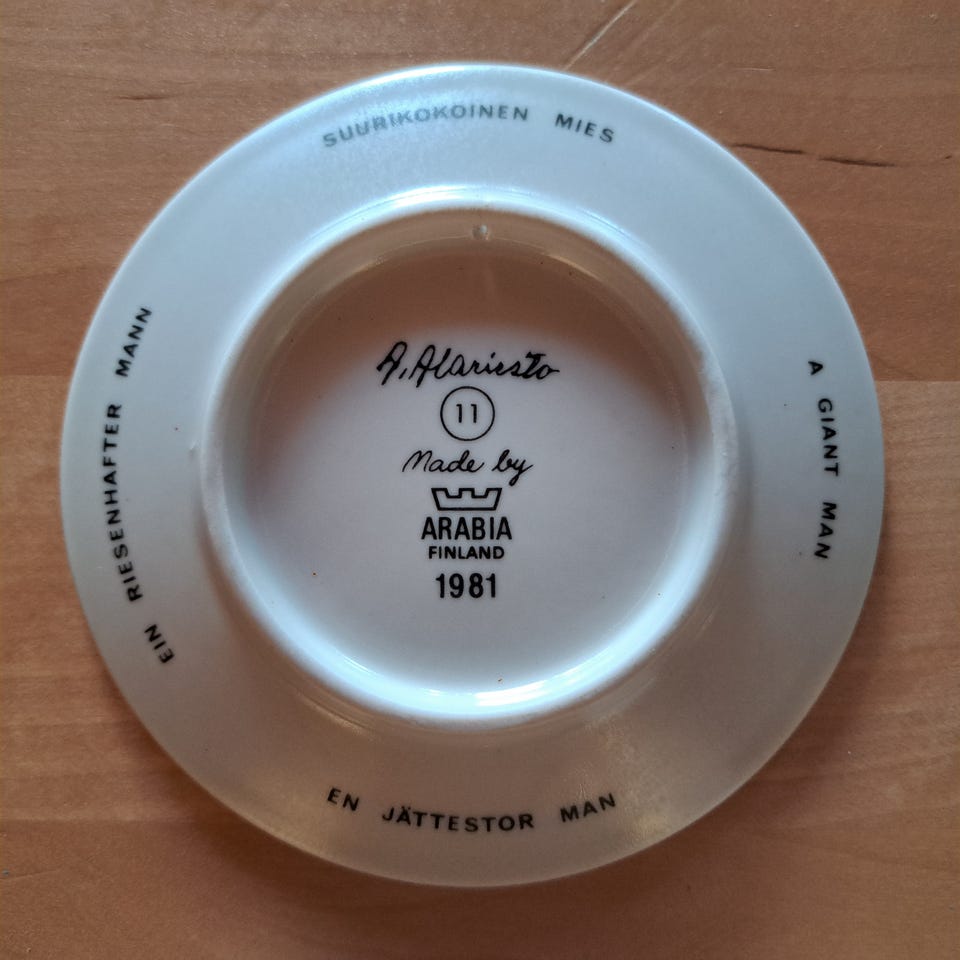 SUURIKOKOINEN MIES
A GIANT MAN
EN JÄTTESTOR MAN
EIN RIESENHAFTER MANN
A. Alariesto
11
Made by
ARABIA
FINLAND
1981